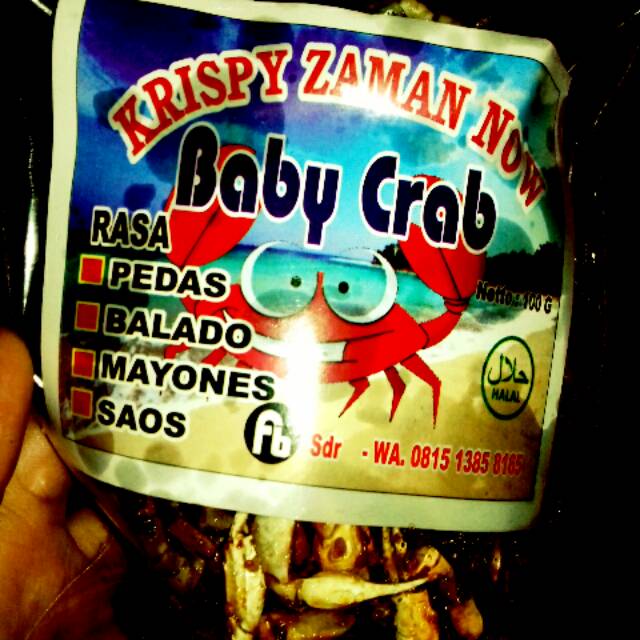 KRISPY ZAMAN NOW
Baby Crab
RASA
PEDAS
BALADO
MAYONES
SAOS
Netto : 100 G
حلال
HALAL
fb Sdr - WA. 0815 1385 8185